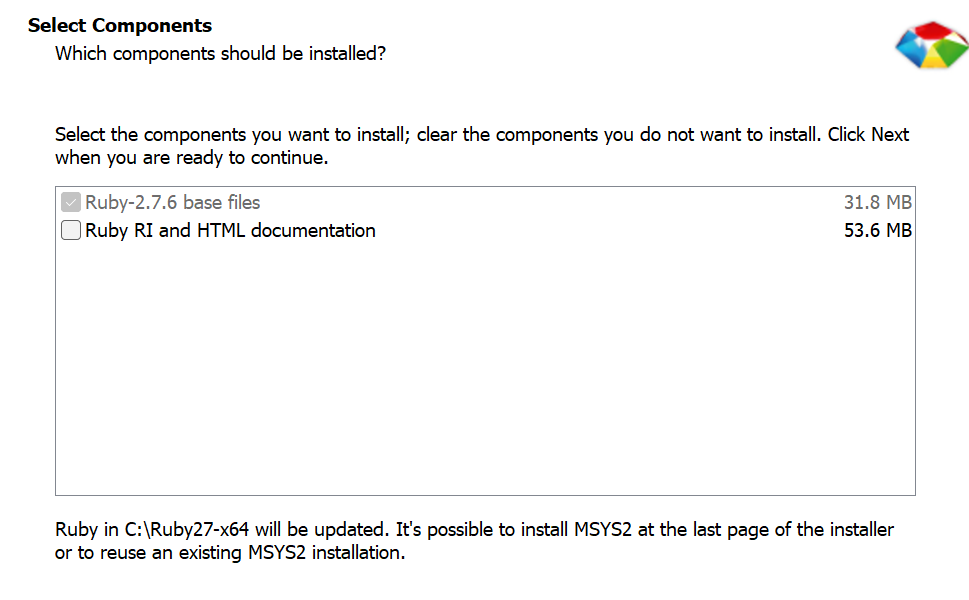 Select Components
Which components should be installed?
Select the components you want to install; clear the components you do not want to install. Click Next
when you are ready to continue.
Ruby-2.7.6 base files 31.8 MB
Ruby RI and HTML documentation 53.6 MB
Ruby in C:\Ruby27-x64 will be updated. It's possible to install MSYS2 at the last page of the installer
or to reuse an existing MSYS2 installation.